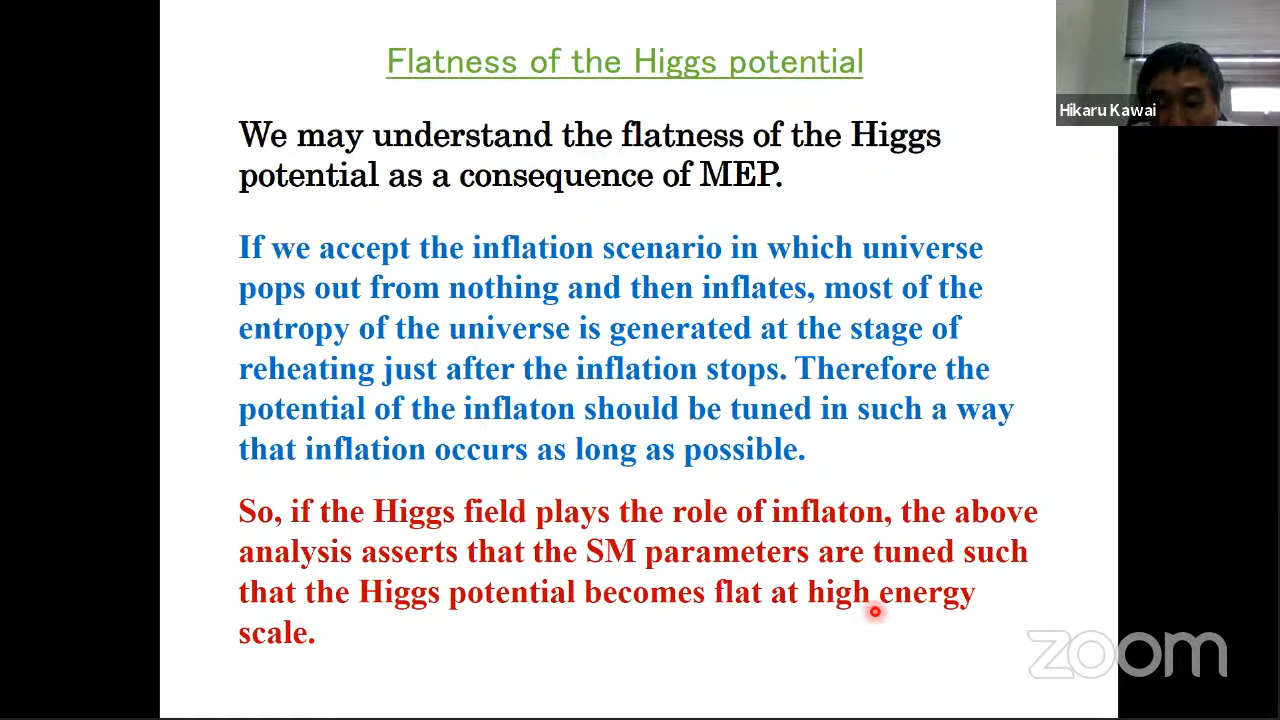 Flatness of the Higgs potential
Hikaru Kawai
We may understand the flatness of the Higgs
potential as a consequence of MEP.
If we accept the inflation scenario in which universe
pops out from nothing and then inflates, most of the
entropy of the universe is generated at the stage of
reheating just after the inflation stops. Therefore the
potential of the inflaton should be tuned in such a way
that inflation occurs as long as possible.
So, if the Higgs field plays the role of inflaton, the above
analysis asserts that the SM parameters are tuned such
that the Higgs potential becomes flat at high energy
scale.
zoom